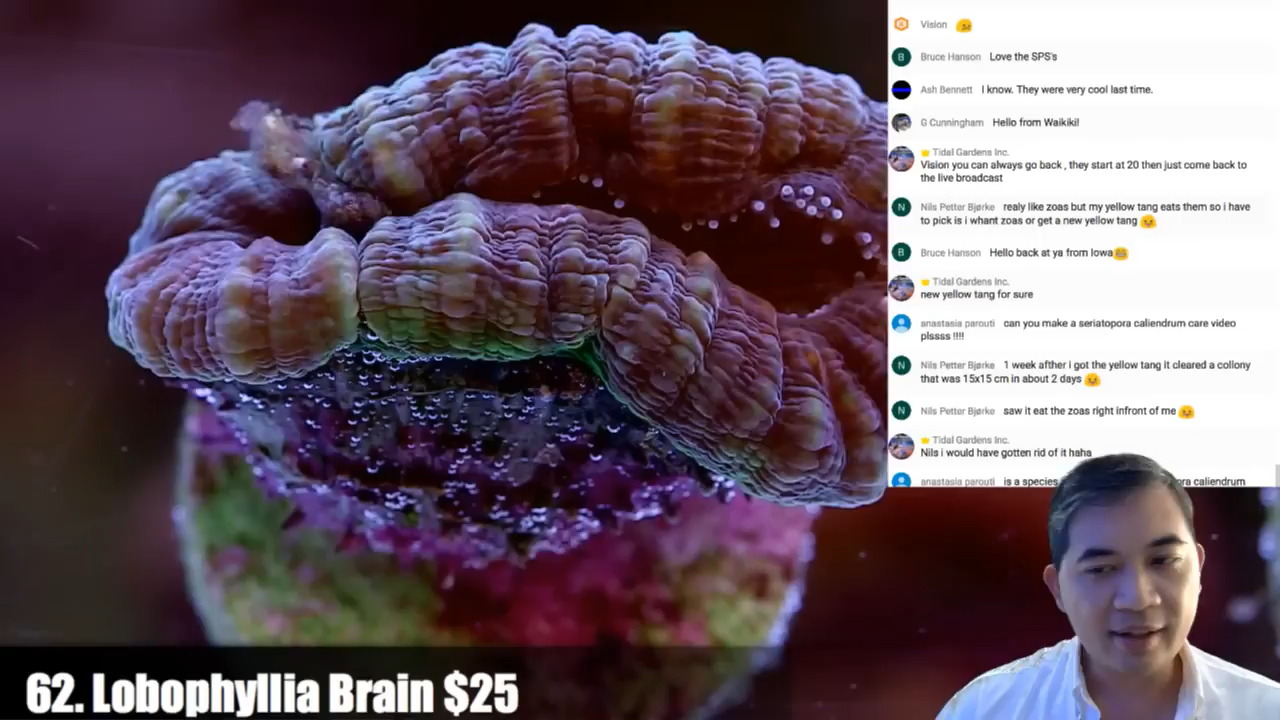 Vision
Bruce Hanson Love the SPS's
Ash Bennett I know. They were very cool last time.
G Cunningham Hello from Waikiki!
Tidal Gardens Inc.
Vision you can always go back , they start at 20 then just come back to
the live broadcast
Nils Petter Bjørke realy like zoas but my yellow tang eats them so i have
to pick is i whant zoas or get a new yellow tang
Bruce Hanson Hello back at ya from Iowa
Tidal Gardens Inc.
new yellow tang for sure
anastasia parouti can you make a seriatopora caliendrum care video
plssss !!!!
Nils Petter Bjørke 1 week afther i got the yellow tang it cleared a collony
that was 15x15 cm in about 2 days
Nils Petter Bjørke saw it eat the zoas right infront of me
Tidal Gardens Inc.
Nils i would have gotten rid of it haha
anastasia parouti is a species caliendrum
62. Lobophyllia Brain $25